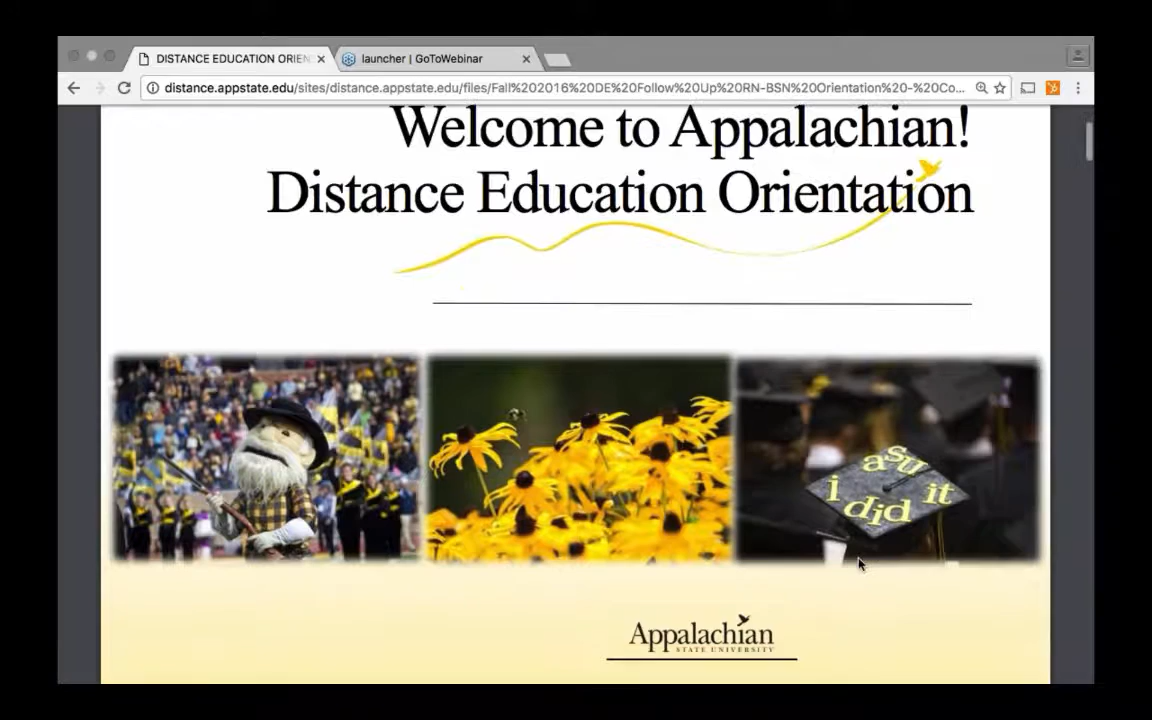 DISTANCE EDUCATION ORIEN
launcher | GoToWebinar
distance.appstate.edu/sites/distance.appstate.edu/files/Fall%202016%20DE%20Follow%20Up%20RN-BSN%20Orientation%20-%20Co...
Welcome to Appalachian!
Distance Education Orientation
asu
i did it
Appalachian
STATE UNIVERSITY